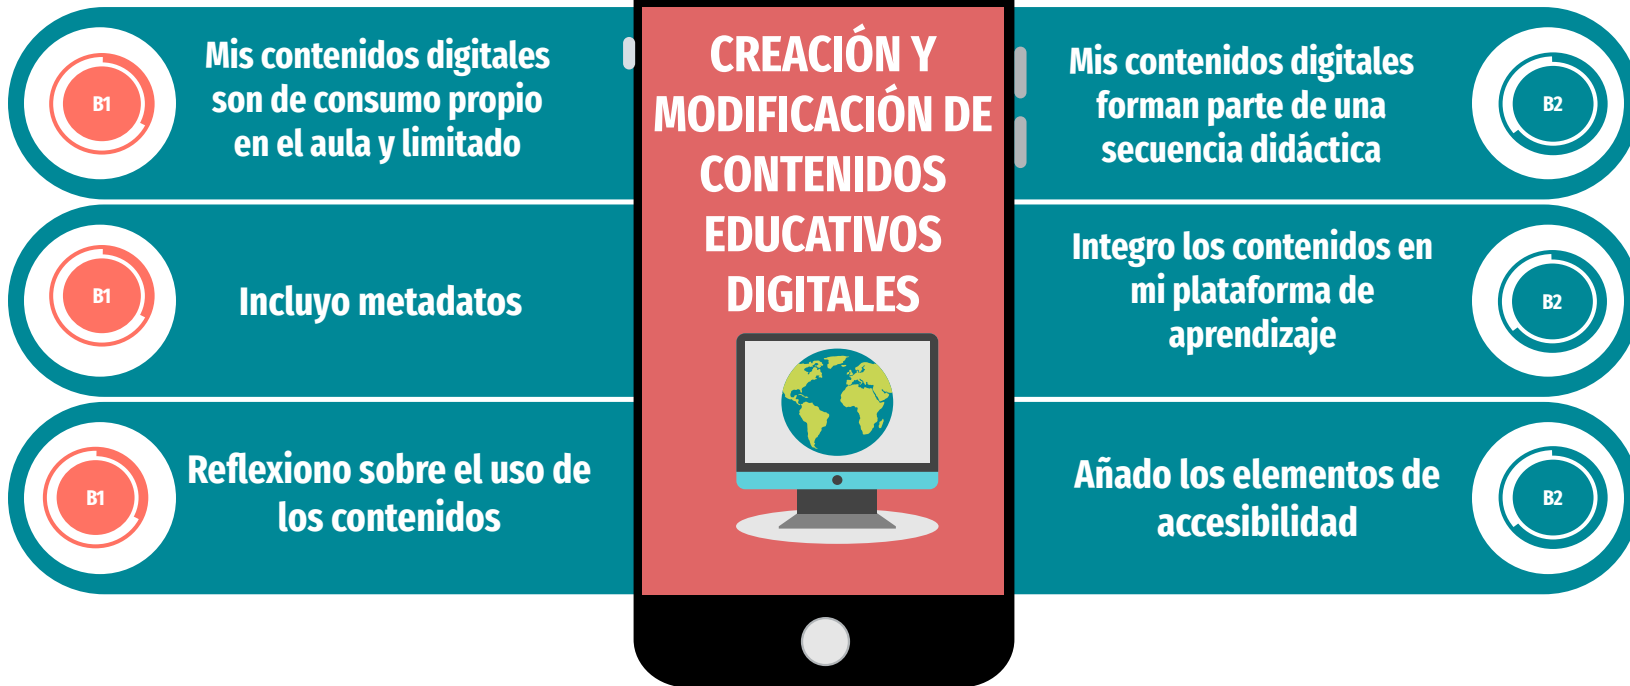 B1
Mis contenidos digitales
son de consumo propio
en el aula y limitado
B1
Incluyo metadatos
B1
Reflexiono sobre el uso de
los contenidos
CREACIÓN Y
MODIFICACIÓN DE
CONTENIDOS
EDUCATIVOS
DIGITALES
Mis contenidos digitales
forman parte de una
secuencia didáctica
B2
Integro los contenidos en
mi plataforma de
aprendizaje
B2
Añado los elementos de
accesibilidad
B2